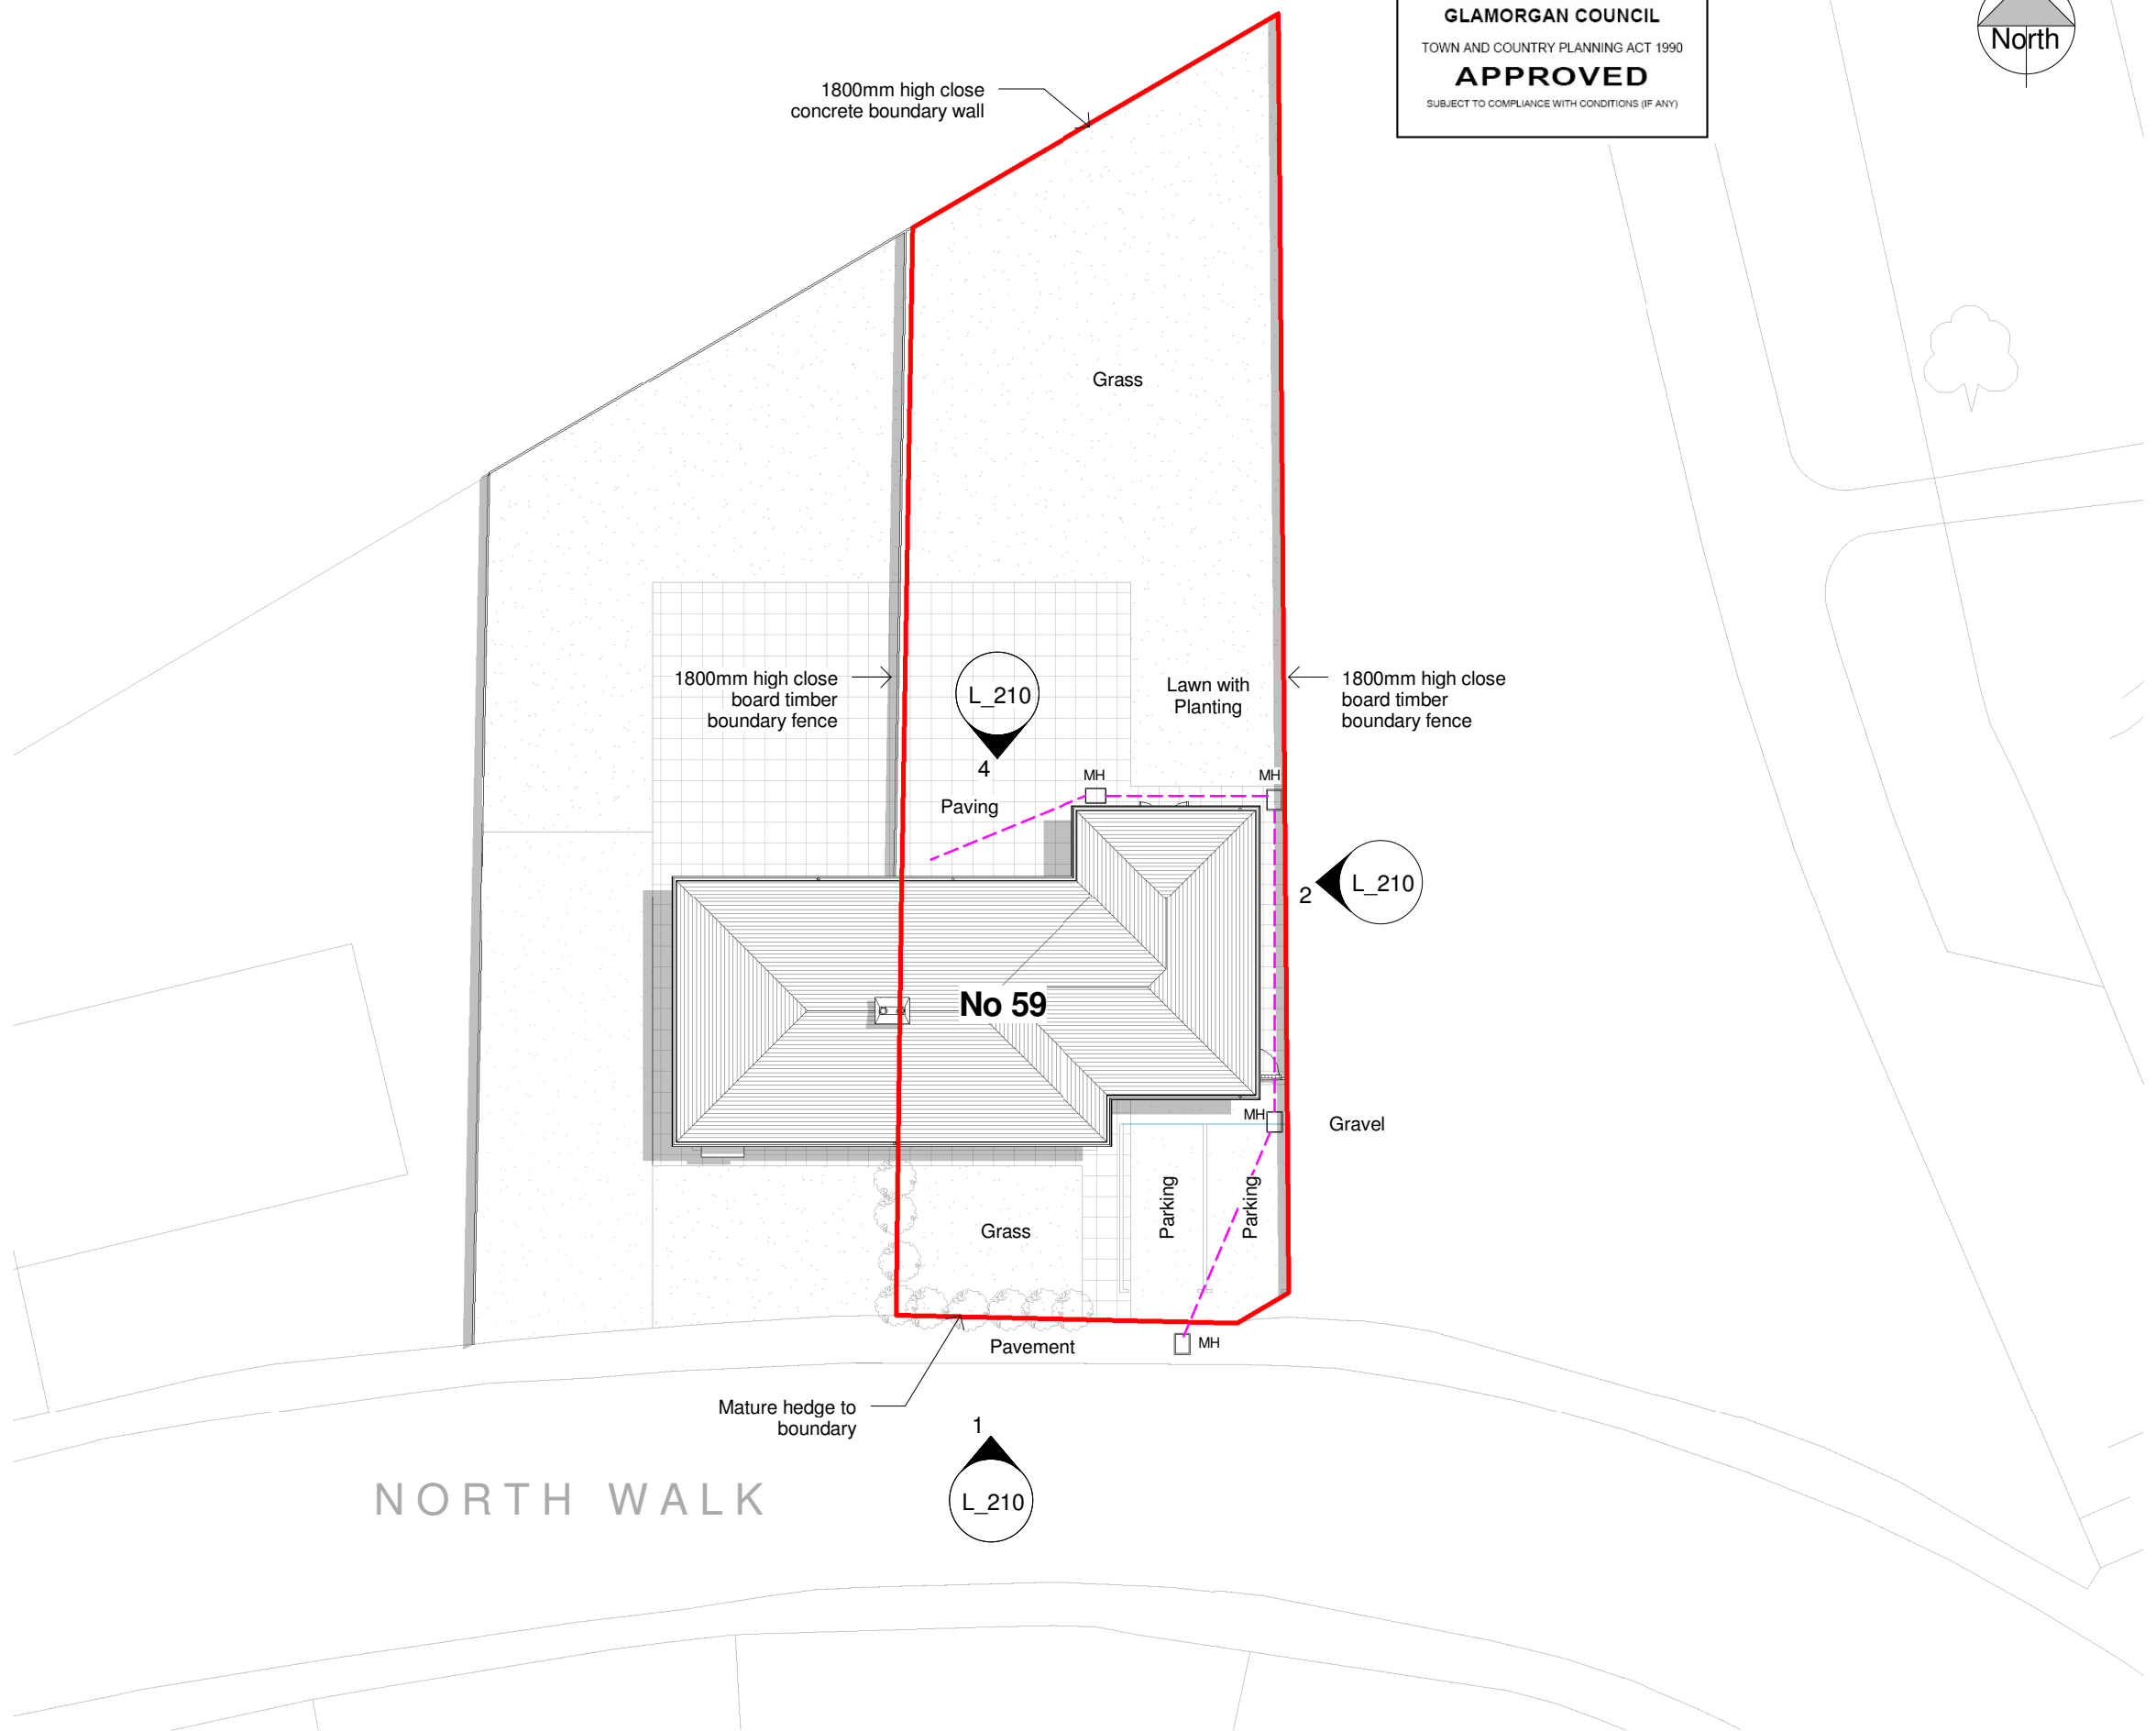 GLAMORGAN COUNCIL
TOWN AND COUNTRY PLANNING ACT 1990
APPROVED
SUBJECT TO COMPLIANCE WITH CONDITIONS (IF ANY)
North
1800mm high close
concrete boundary wall
Grass
1800mm high close
board timber
boundary fence
L_210
4
Lawn with
Planting
1800mm high close
board timber
boundary fence
MH
MH
Paving
2
L_210
No 59
MH
Gravel
Parking
Parking
Grass
Pavement
MH
Mature hedge to
boundary
1
L_210
NORTH WALK